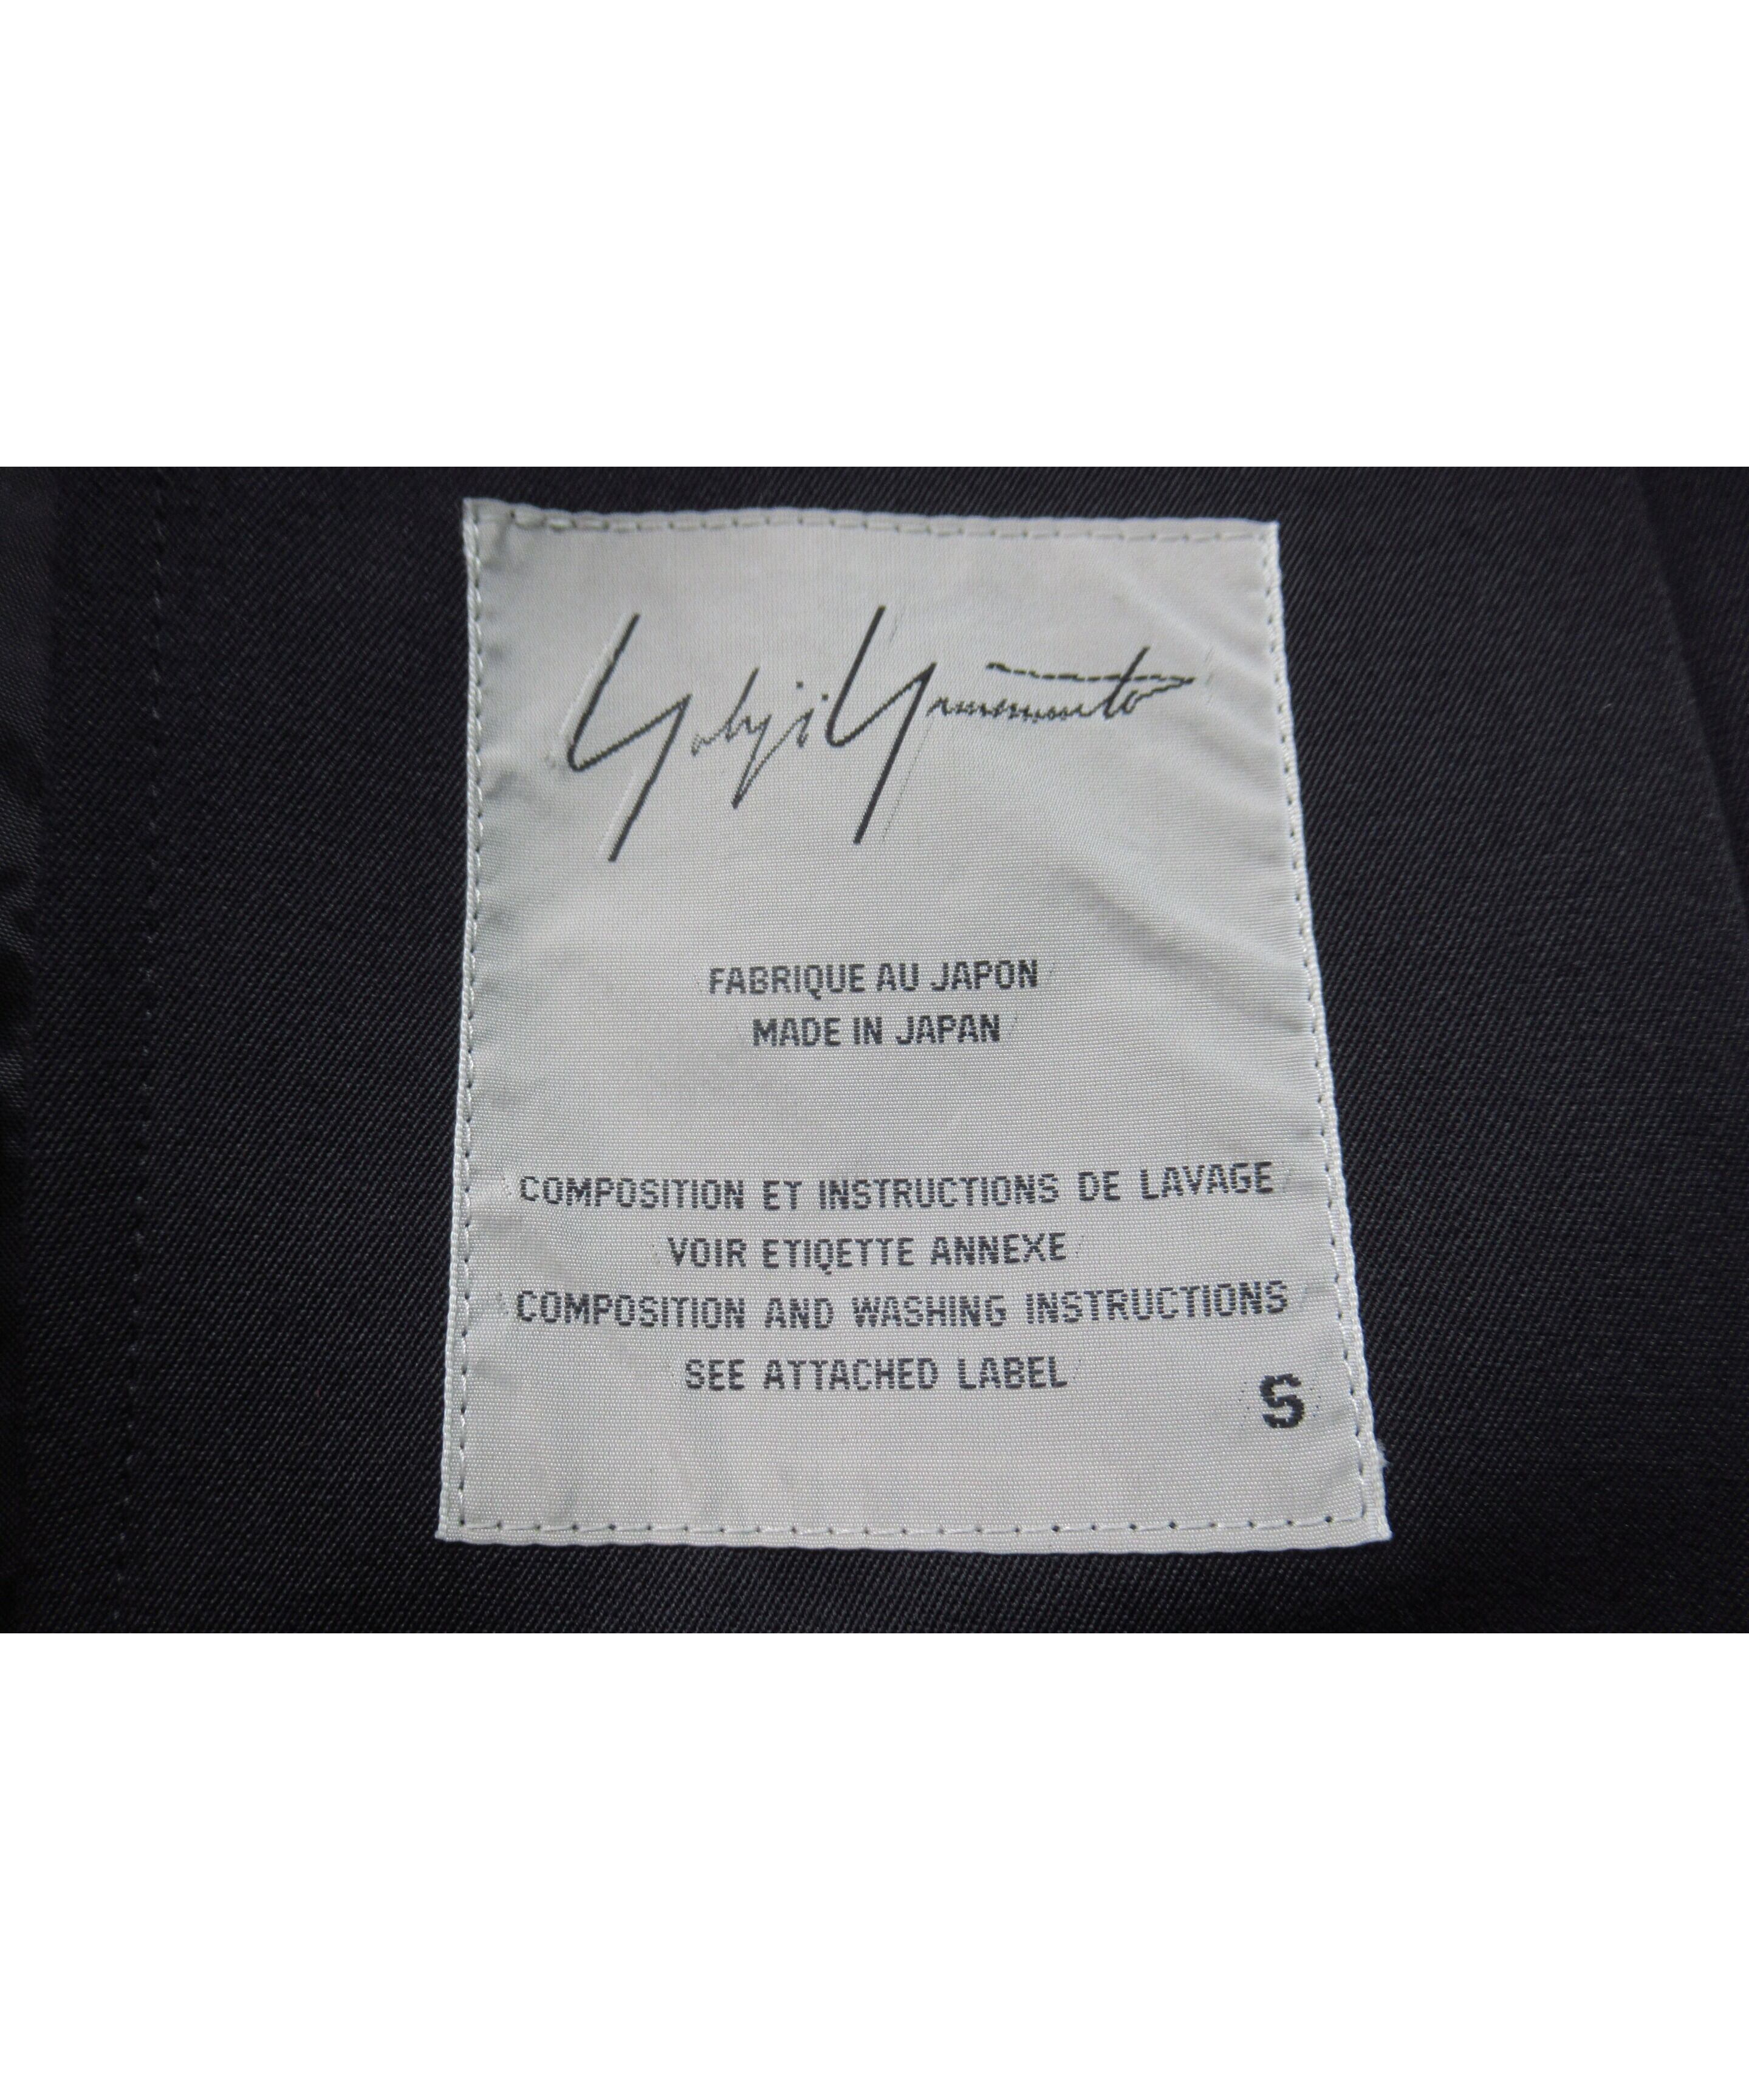 Yohji Yamamoto
FABRIQUE AU JAPON
MADE IN JAPAN
COMPOSITION ET INSTRUCTIONS DE LAVAGE
VOIR ETIQETTE ANNEXE
COMPOSITION AND WASHING INSTRUCTIONS
SEE ATTACHED LABEL
S